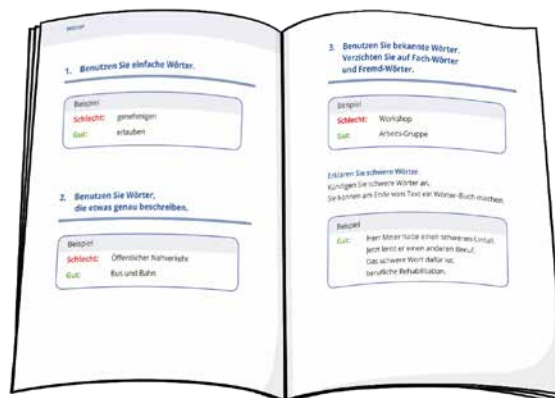 Wörter
1. Benutzen Sie einfache Wörter.
Beispiel
Schlecht: genehmigen
Gut: erlauben
2. Benutzen Sie Wörter,
die etwas genau beschreiben.
Beispiel
Schlecht: Öffentlicher Nahverkehr
Gut: Bus und Bahn
3. Benutzen Sie bekannte Wörter.
Verzichten Sie auf Fach-Wörter
und Fremd-Wörter.
Beispiel
Schlecht: Workshop
Gut: Arbeits-Gruppe
Erklären Sie schwere Wörter.
Kündigen Sie schwere Wörter an.
Sie können am Ende vom Text ein Wörter-Buch machen.
Beispiel
Gut: Herr Meier hatte einen schweren Unfall.
Jetzt lernt er einen anderen Beruf.
Das schwere Wort dafür ist:
berufliche Rehabilitation.